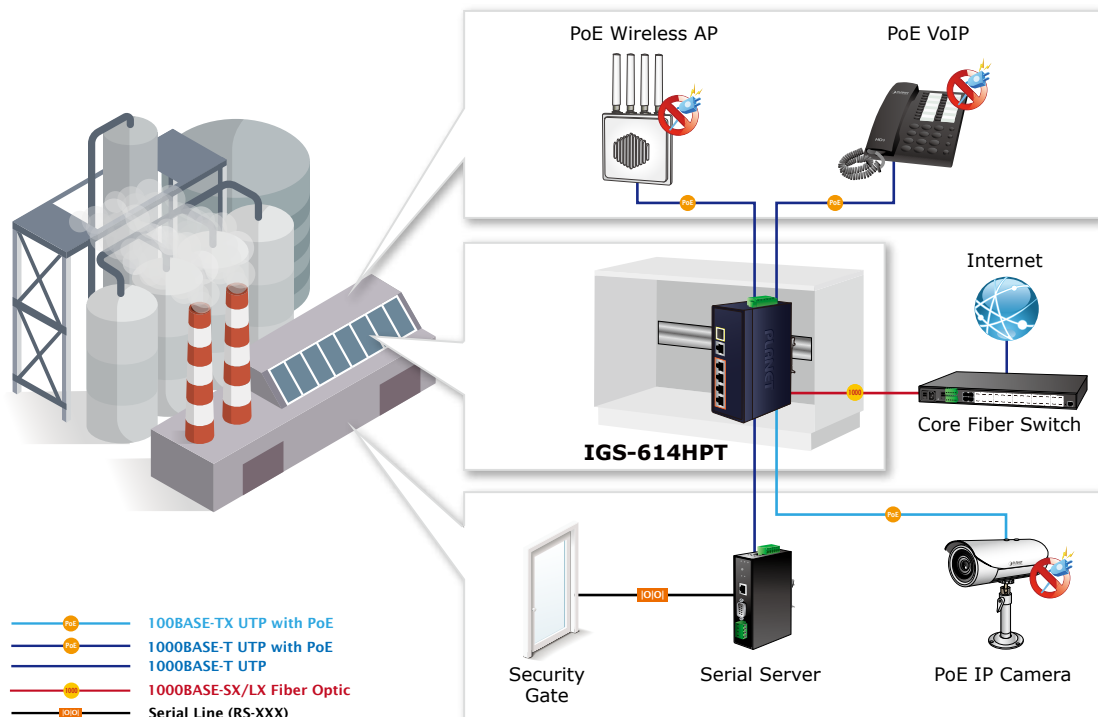 PoE Wireless AP
PoE VoIP
PoE
PoE
Internet
PLANET
1000
Core Fiber Switch
IGS-614HPT
PoE
|O|O|
Security
Gate
Serial Server
PoE IP Camera
PoE
100BASE-TX UTP with PoE
PoE
1000BASE-T UTP with PoE
1000BASE-T UTP
1000
1000BASE-SX/LX Fiber Optic
|O|O|
Serial Line (RS-XXX)